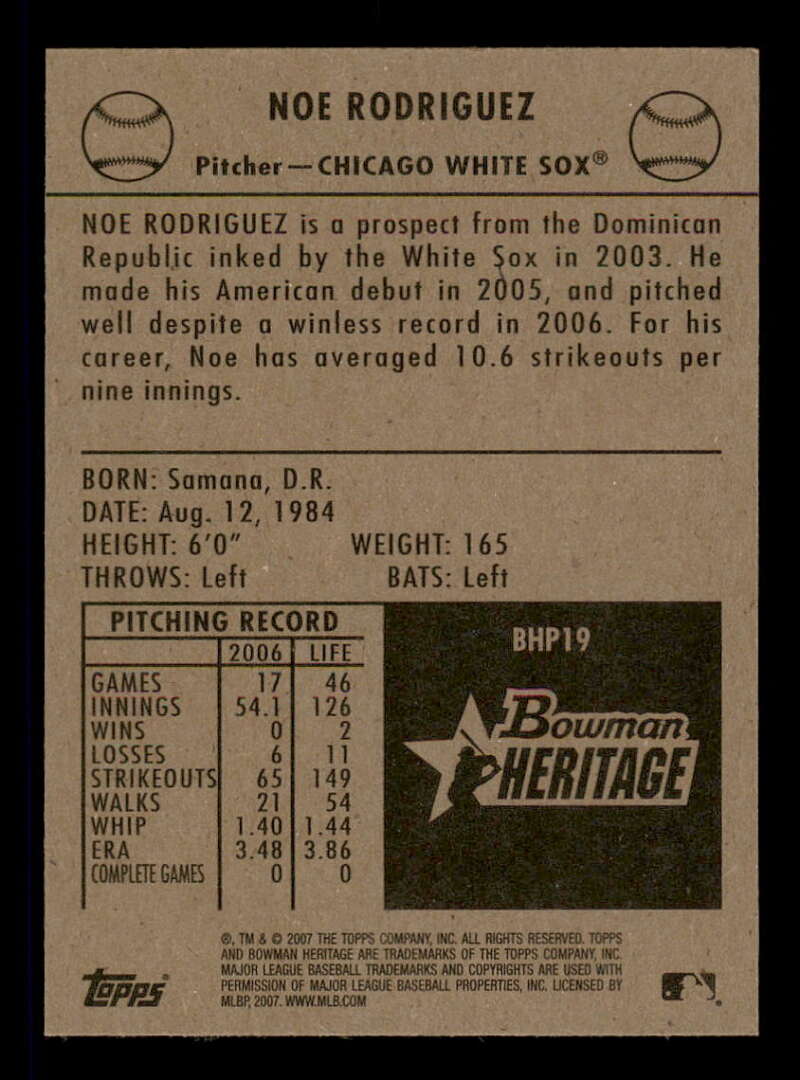 NOE RODRIGUEZ
Pitcher—CHICAGO WHITE SOX®
NOE RODRIGUEZ is a prospect from the Dominican
Republic inked by the White Sox in 2003. He
made his American debut in 2005, and pitched
well despite a winless record in 2006. For his
career, Noe has averaged 10.6 strikeouts per
nine innings.
BORN: Samana, D.R.
DATE: Aug. 12, 1984
HEIGHT: 6'0" WEIGHT: 165
THROWS: Left BATS: Left
PITCHING RECORD
2006 LIFE
GAMES 17 46
INNINGS 54.1 126
WINS 0 2
LOSSES 6 11
STRIKEOUTS 65 149
WALKS 21 54
WHIP 1.40 1.44
ERA 3.48 3.86
COMPLETE GAMES 0 0
BHP19
Bowman
HERITAGE
®, TM & © 2007 THE TOPPS COMPANY, INC. ALL RIGHTS RESERVED. TOPPS
AND BOWMAN HERITAGE ARE TRADEMARKS OF THE TOPPS COMPANY, INC.
MAJOR LEAGUE BASEBALL TRADEMARKS AND COPYRIGHTS ARE USED WITH
PERMISSION OF MAJOR LEAGUE BASEBALL PROPERTIES, INC. LICENSED BY
MLBP, 2007. WWW.MLB.COM
Topps